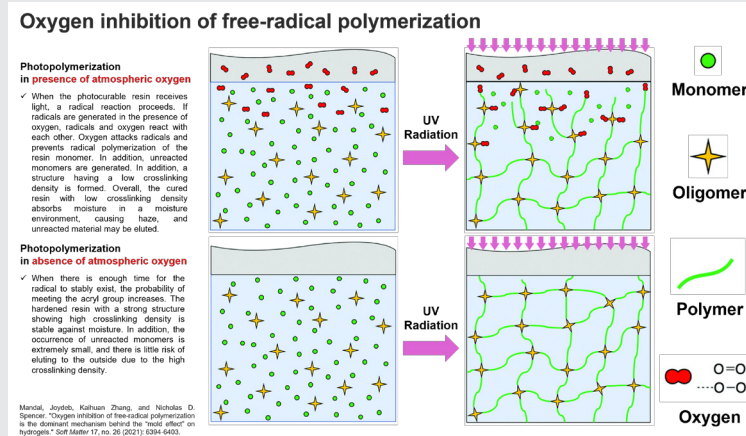 Oxygen inhibition of free-radical polymerization
Photopolymerization
in presence of atmospheric oxygen
✓ When the photocurable resin receives
light, a radical reaction proceeds. If
radicals are generated in the presence of
oxygen, radicals and oxygen react with
each other. Oxygen attacks radicals and
prevents radical polymerization of the
resin monomer. In addition, unreacted
monomers are generated. In addition, a
structure having a low crosslinking
density is formed. Overall, the cured
resin with low crosslinking density
absorbs moisture in a moisture
environment, causing haze, and
unreacted material may be eluted.
Photopolymerization
in absence of atmospheric oxygen
✓ When there is enough time for the
radical to stably exist, the probability of
meeting the acryl group increases. The
hardened resin with a strong structure
showing high crosslinking density is
stable against moisture. In addition, the
occurrence of unreacted monomers is
extremely small, and there is little risk of
eluting to the outside due to the high
crosslinking density.
Mandal, Joydeb, Kaihuan Zhang, and Nicholas D.
Spencer. "Oxygen inhibition of free-radical polymerization
is the dominant mechanism behind the "mold effect" on
hydrogels." Soft Matter 17, no. 26 (2021): 6394-6403.
UV
Radiation
UV
Radiation
Monomer
Oligomer
Polymer
O=O
·····O–O
Oxygen